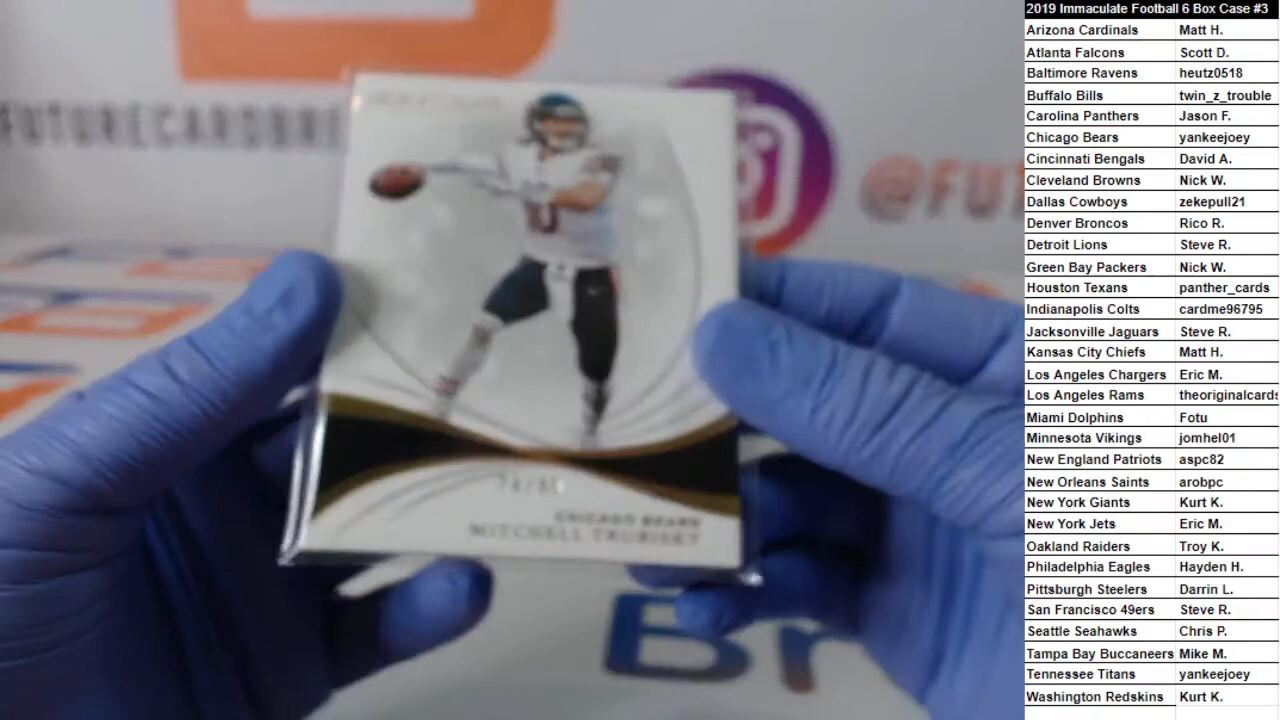 FUTURECARDBR
@FUT
10
CHICAGO BEARS
MITCHELL TRUBISKY
Br
2019 Immaculate Football 6 Box Case #3
Arizona Cardinals Matt H.
Atlanta Falcons Scott D.
Baltimore Ravens heutz0518
Buffalo Bills twin_z_trouble
Carolina Panthers Jason F.
Chicago Bears yankeejoey
Cincinnati Bengals David A.
Cleveland Browns Nick W.
Dallas Cowboys zekepull21
Denver Broncos Rico R.
Detroit Lions Steve R.
Green Bay Packers Nick W.
Houston Texans panther_cards
Indianapolis Colts cardme96795
Jacksonville Jaguars Steve R.
Kansas City Chiefs Matt H.
Los Angeles Chargers Eric M.
Los Angeles Rams theoriginalcards
Miami Dolphins Fotu
Minnesota Vikings jomhel01
New England Patriots aspc82
New Orleans Saints arobpc
New York Giants Kurt K.
New York Jets Eric M.
Oakland Raiders Troy K.
Philadelphia Eagles Hayden H.
Pittsburgh Steelers Darrin L.
San Francisco 49ers Steve R.
Seattle Seahawks Chris P.
Tampa Bay Buccaneers Mike M.
Tennessee Titans yankeejoey
Washington Redskins Kurt K.